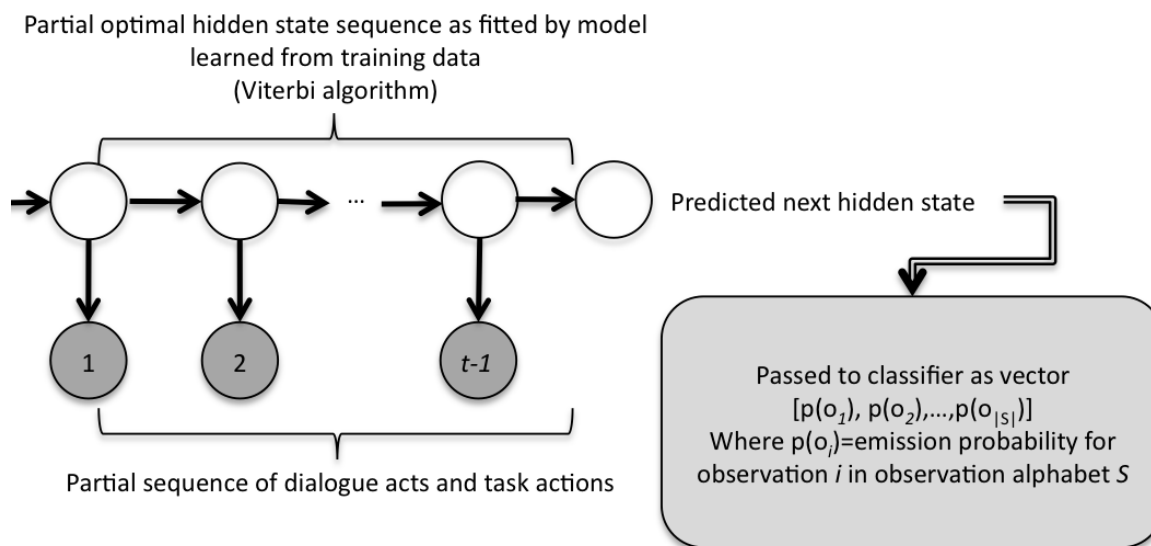 Partial optimal hidden state sequence as fitted by model
learned from training data
(Viterbi algorithm)
...
Predicted next hidden state
1
2
t-1
Passed to classifier as vector
[p(o₁), p(o₂),...,p(o|S|)]
Where p(oᵢ)=emission probability for
observation i in observation alphabet S
Partial sequence of dialogue acts and task actions